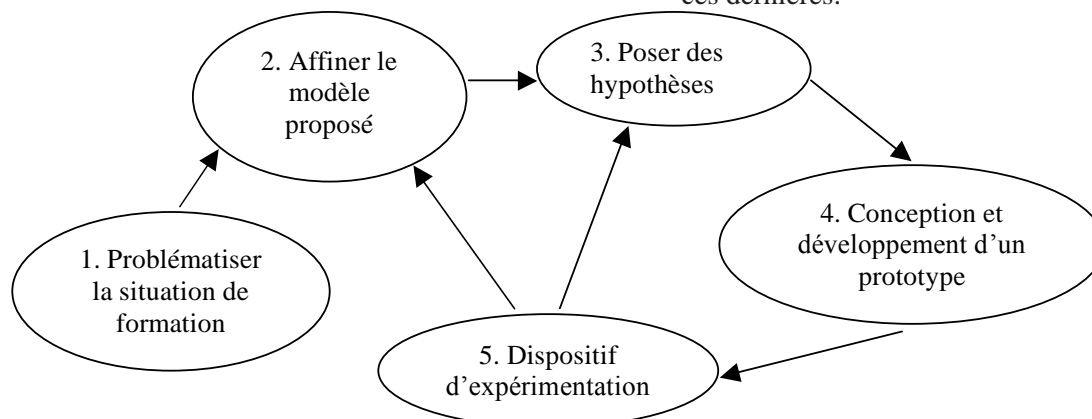 ces dernières.
2. Affiner le
modèle
proposé
3. Poser des
hypothèses
1. Problématiser
la situation de
formation
4. Conception et
développement d’un
prototype
5. Dispositif
d’expérimentation